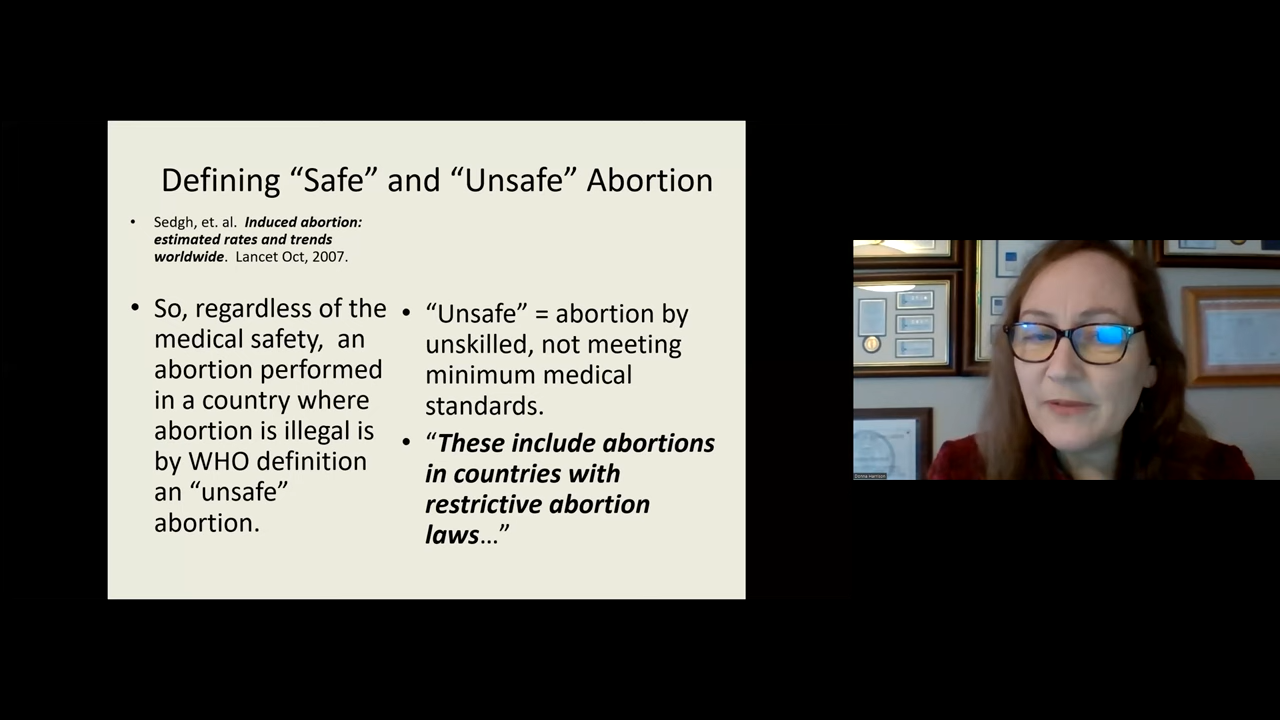 Defining “Safe” and “Unsafe” Abortion
• Sedgh, et. al. Induced abortion:
estimated rates and trends
worldwide. Lancet Oct, 2007.
• So, regardless of the
medical safety, an
abortion performed
in a country where
abortion is illegal is
by WHO definition
an “unsafe”
abortion.
• “Unsafe” = abortion by
unskilled, not meeting
minimum medical
standards.
• “These include abortions
in countries with
restrictive abortion
laws…”
Donna Harrison